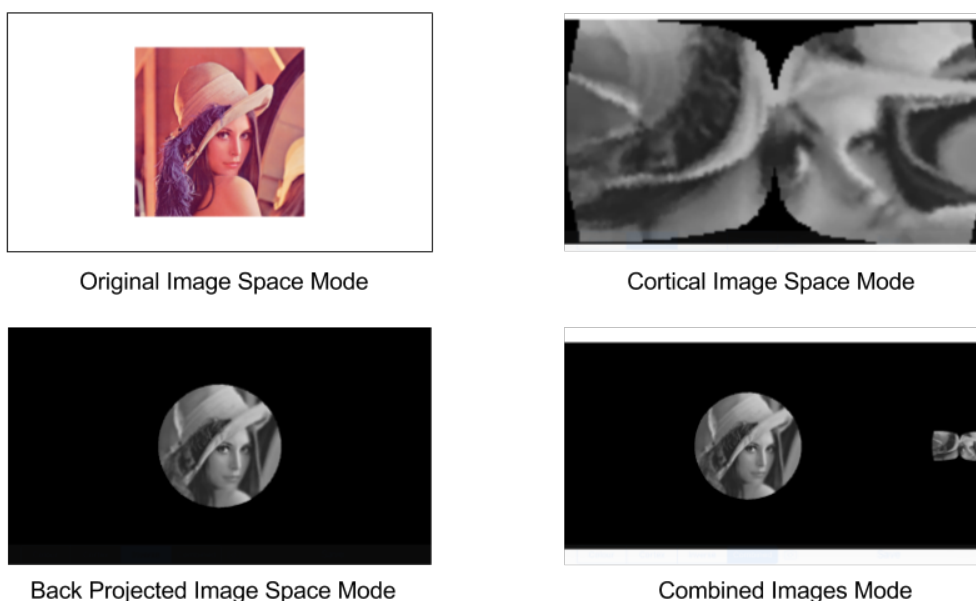 Original Image Space Mode
Cortical Image Space Mode
Back Projected Image Space Mode
Combined Images Mode